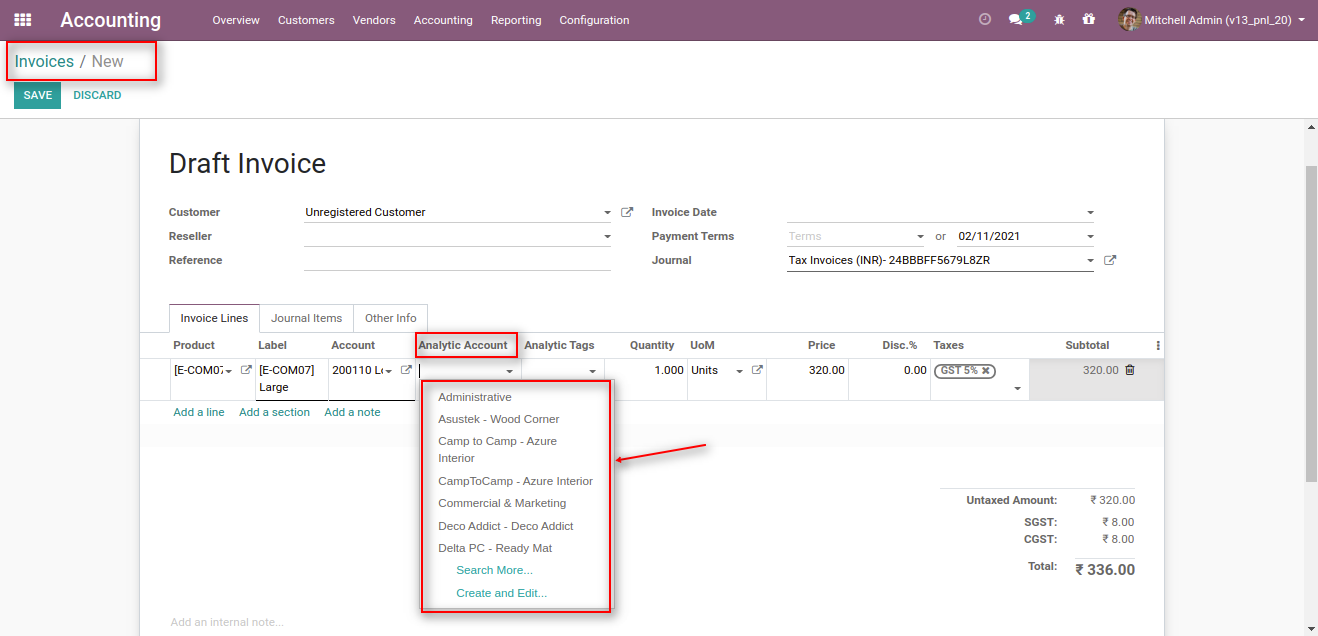 Accounting Overview Customers Vendors Accounting Reporting Configuration 2 Mitchell Admin (v13_pnl_20)
Invoices / New
SAVE DISCARD
Draft Invoice
Customer Unregistered Customer Invoice Date
Reseller Payment Terms Terms or 02/11/2021
Reference Journal Tax Invoices (INR)- 24BBBFF5679L8ZR
Invoice Lines Journal Items Other Info
Product Label Account Analytic Account Analytic Tags Quantity UoM Price Disc.% Taxes Subtotal
[E-COM07 [E-COM07] 200110 Lo 1.000 Units 320.00 0.00 GST 5% 320.00
Large
Add a line Add a section Add a note
Administrative
Asustek - Wood Corner
Camp to Camp - Azure
Interior
CampToCamp - Azure Interior
Commercial & Marketing
Deco Addict - Deco Addict
Delta PC - Ready Mat
Search More...
Create and Edit...
Untaxed Amount: ₹ 320.00
SGST: ₹ 8.00
CGST: ₹ 8.00
Total: ₹ 336.00
Add an internal note...